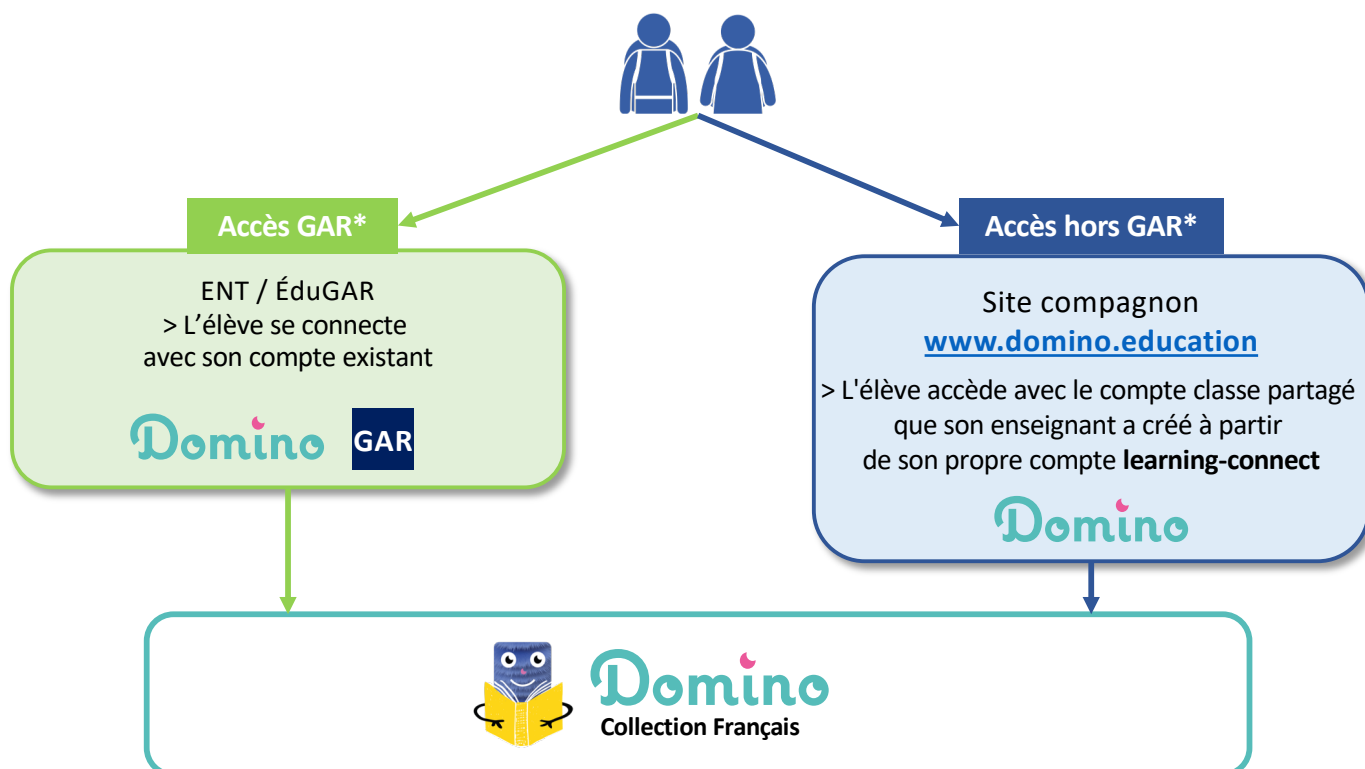 Accès GAR*
ENT / ÉduGAR
> L’élève se connecte
avec son compte existant
Domino
GAR
Accès hors GAR*
Site compagnon
www.domino.education
> L'élève accède avec le compte classe partagé
que son enseignant a créé à partir
de son propre compte learning-connect
Domino
Domino
Collection Français